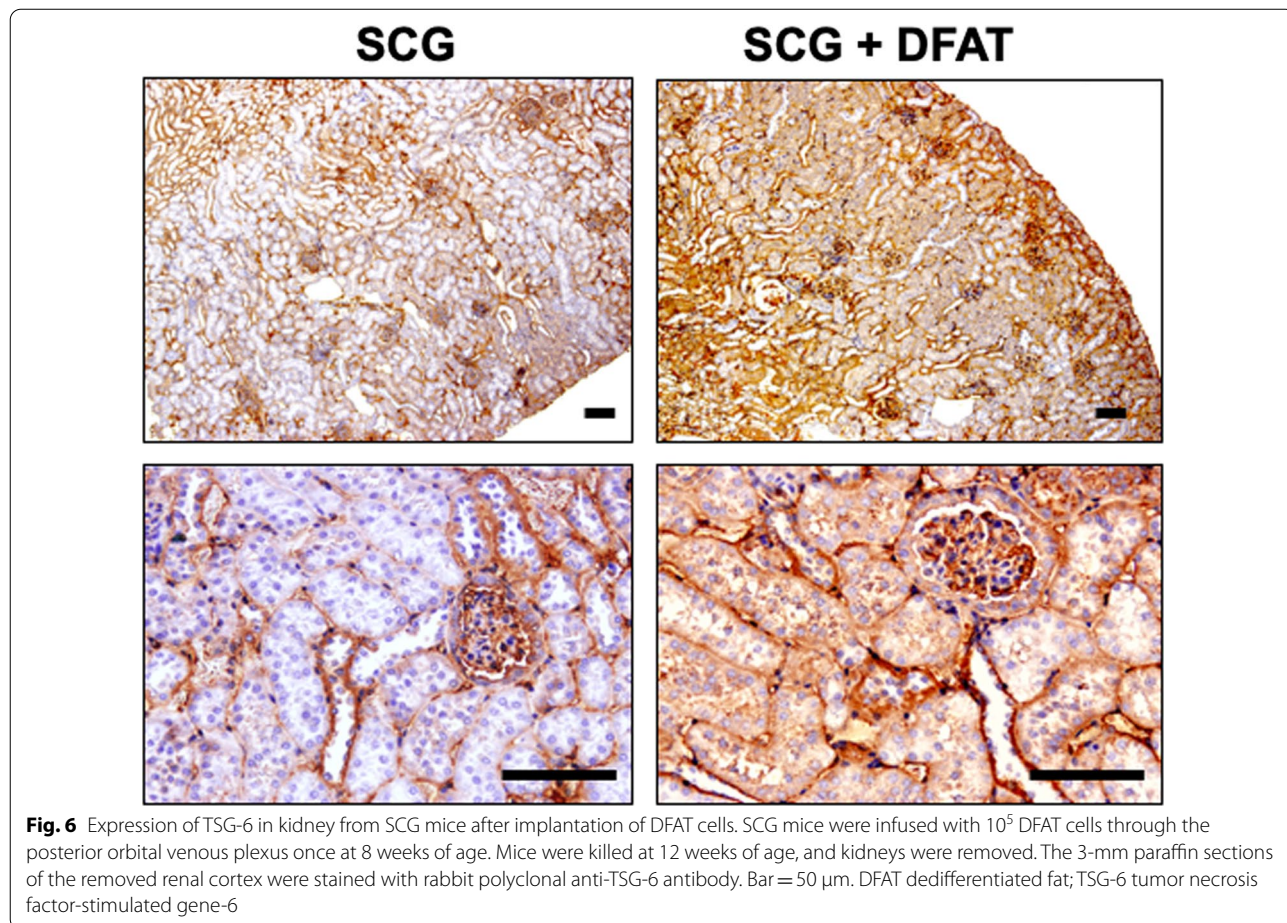 SCG
SCG + DFAT
Fig. 6 Expression of TSG-6 in kidney from SCG mice after implantation of DFAT cells. SCG mice were infused with 10⁵ DFAT cells through the
posterior orbital venous plexus once at 8 weeks of age. Mice were killed at 12 weeks of age, and kidneys were removed. The 3-mm paraffin sections
of the removed renal cortex were stained with rabbit polyclonal anti-TSG-6 antibody. Bar = 50 μm. DFAT dedifferentiated fat; TSG-6 tumor necrosis
factor-stimulated gene-6